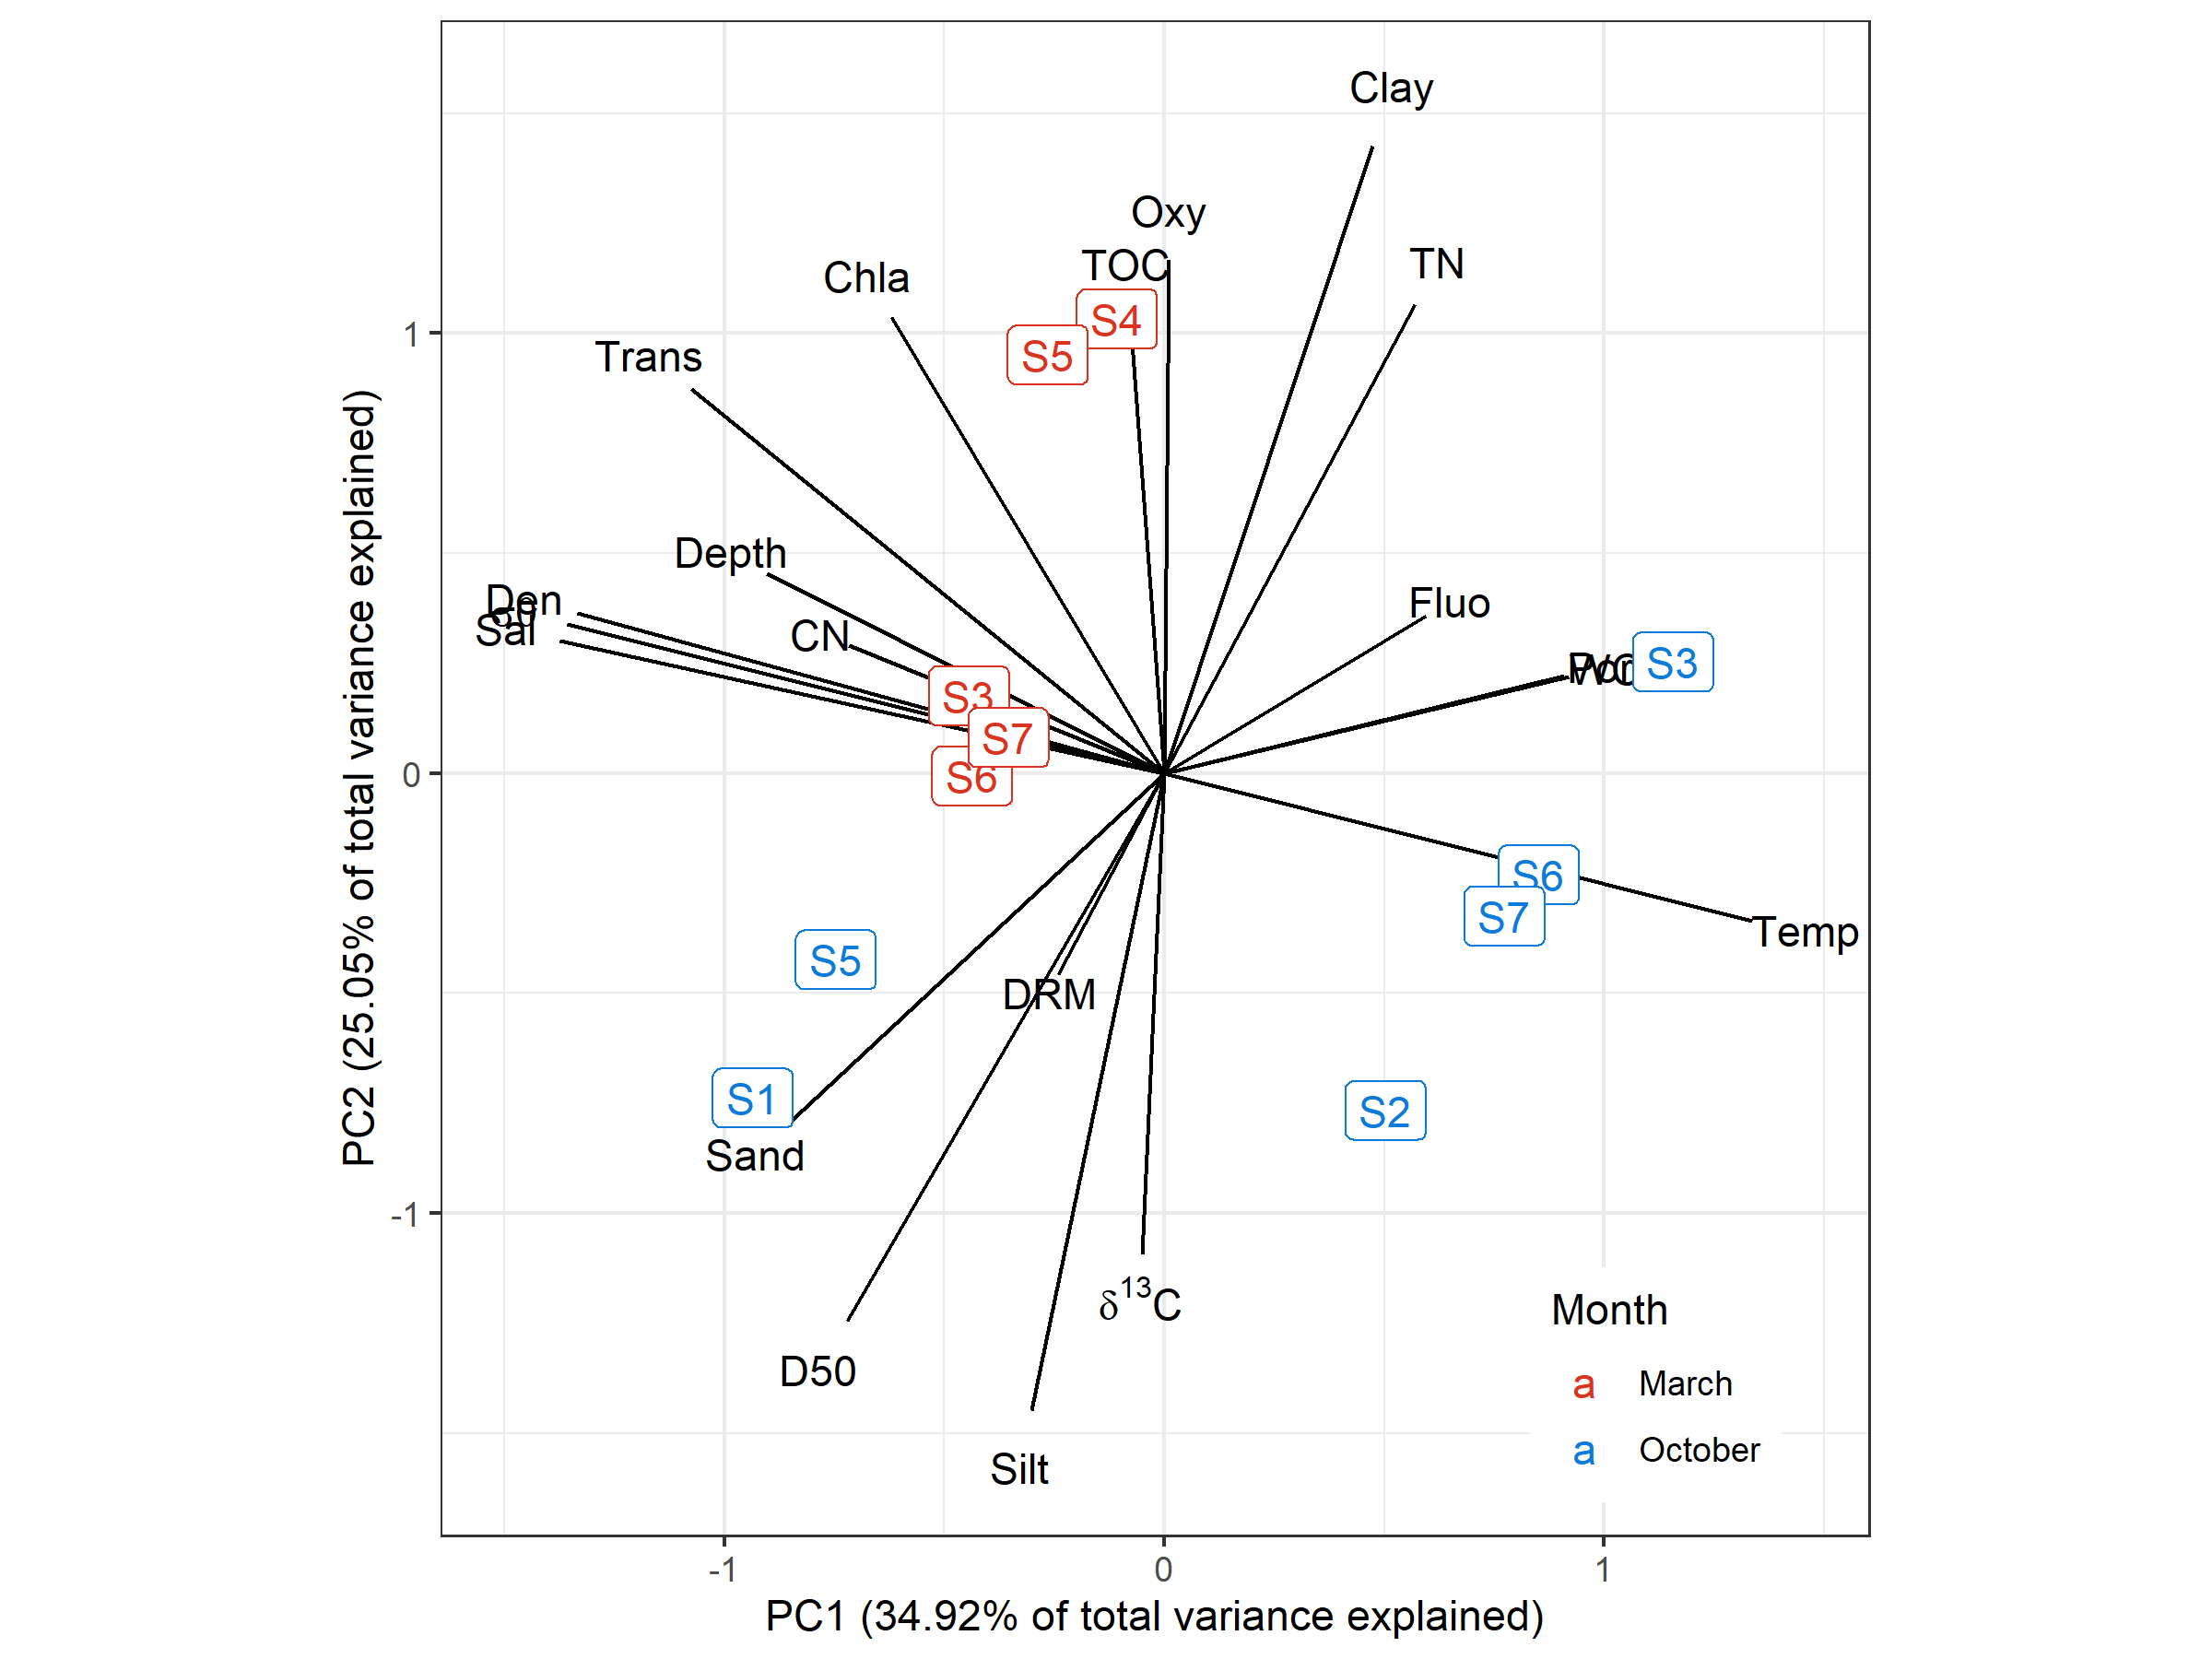 Clay
Oxy
TOC
TN
Chla
S4
S5
1
Trans
Depth
Den
Sal
Fluo
CN
Por
S3
S3
S7
S6
0
S6
S7
Temp
S5
DRM
S1
S2
Sand
-1
δ13C
D50
Silt
Month
a March
a October
-1
0
1
PC1 (34.92% of total variance explained)
PC2 (25.05% of total variance explained)